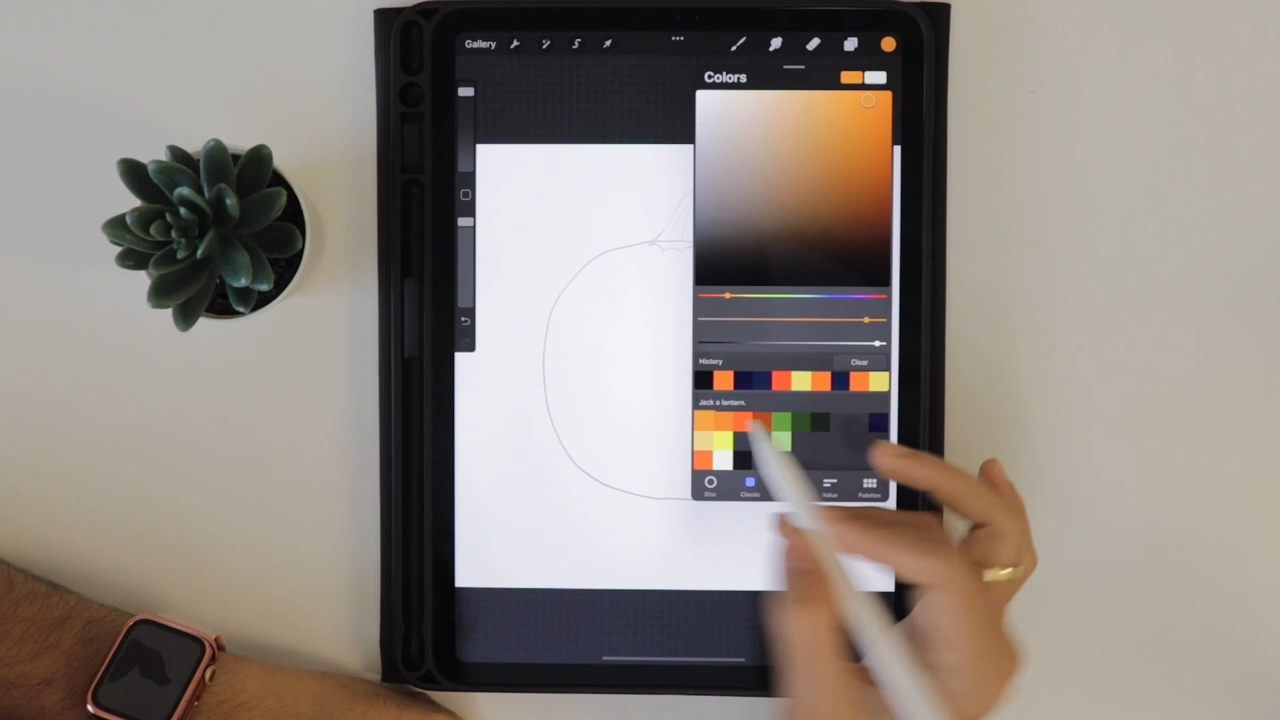 Gallery
Colors
History
Clear
Jack o lantern.
Disc
Classic
Value
Palettes